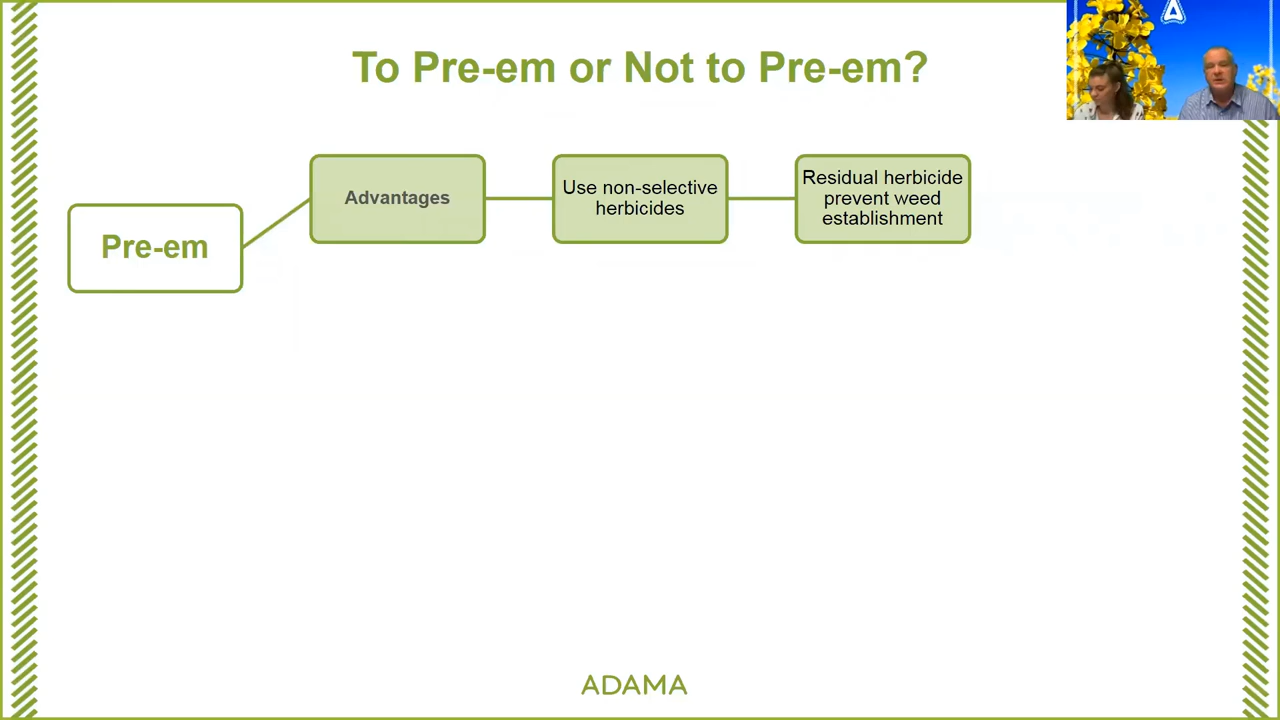 To Pre-em or Not to Pre-em?
Pre-em
Advantages
Use non-selective
herbicides
Residual herbicide
prevent weed
establishment
ADAMA